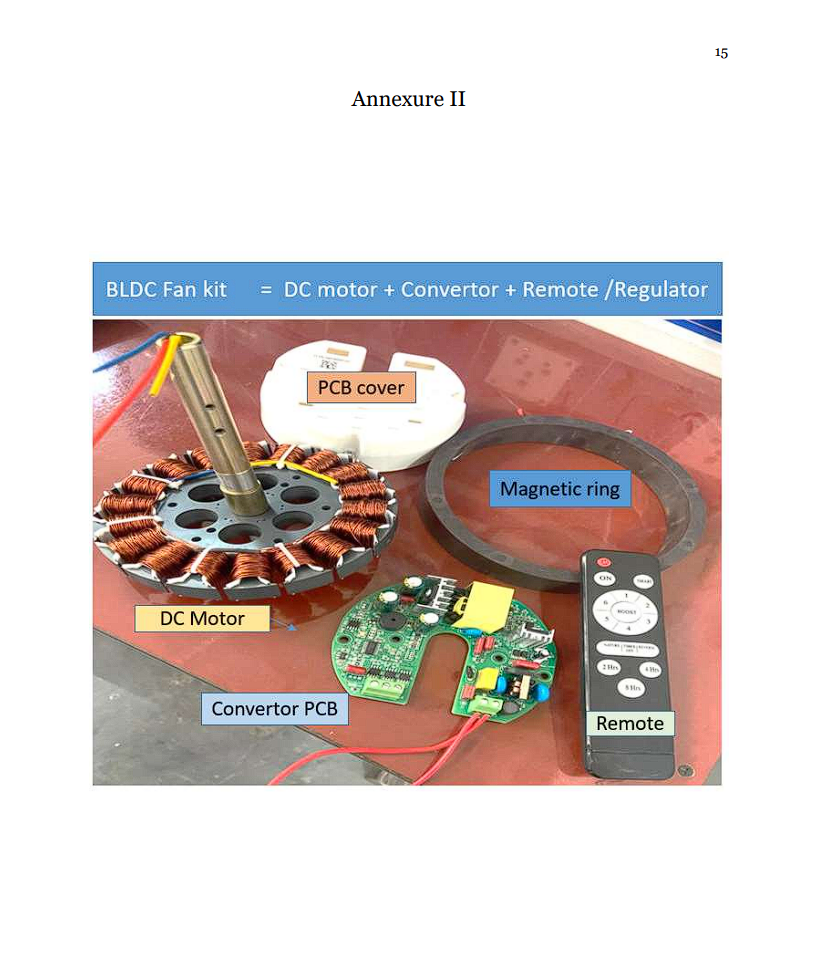 15
Annexure II
BLDC Fan kit = DC motor + Convertor + Remote /Regulator
PCB cover
Magnetic ring
DC Motor
Convertor PCB
ON
SMART
1
2
3
4
5
6
BOOST
2 Hrs
4 Hrs
8 Hrs
Remote